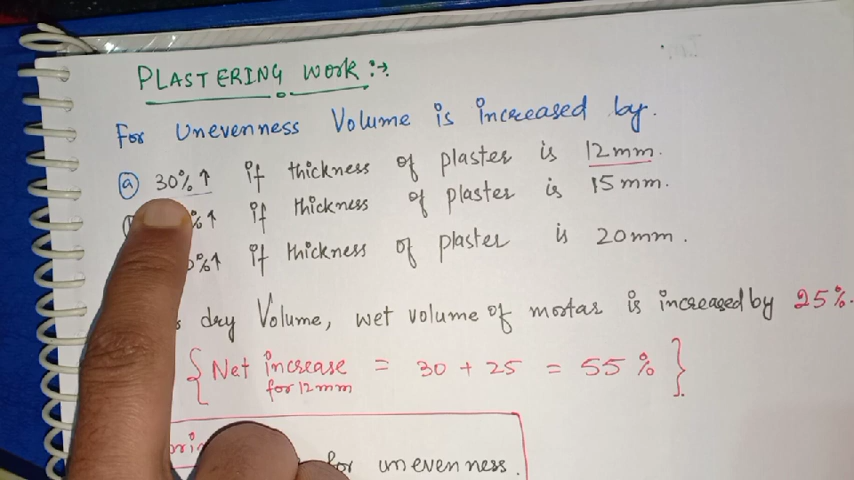 PLASTERING WORK :→
For Unevenness Volume is increased by.
(a) 30% ↑ if thickness of plaster is 12mm.
%↑ if thickness of plaster is 15mm.
%↑ if thickness of plaster is 20mm.
dry Volume, wet volume of mortar is increased by 25%.
{Net increase for 12mm = 30 + 25 = 55 %}
for unevenness.